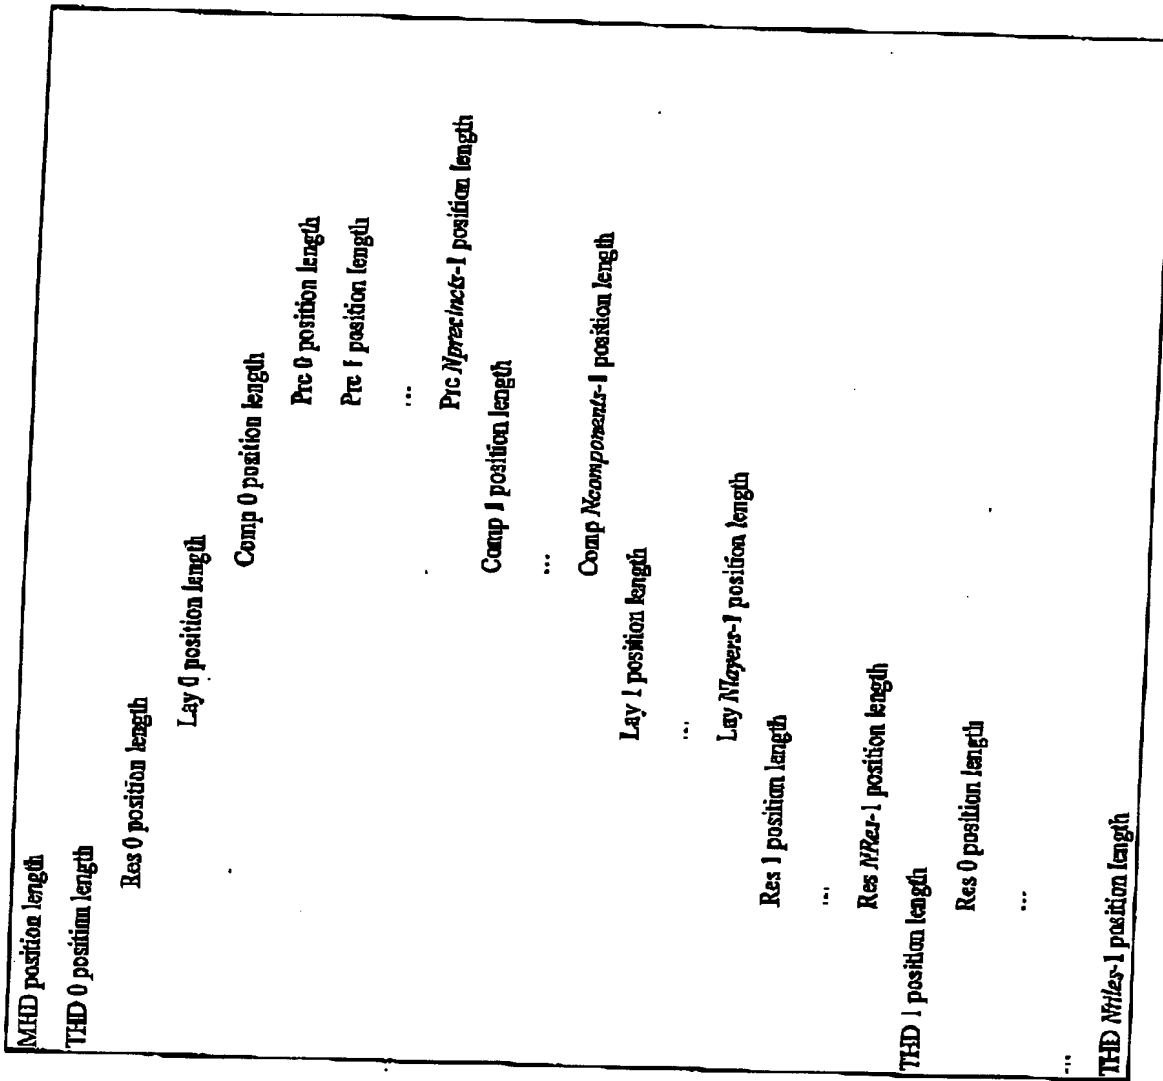 MHD position length
THD 0 position length
Res 0 position length
Lay 0 position length
Comp 0 position length
Prc 0 position length
Prc 1 position length
...
Prc Nprecincts-1 position length
Comp 1 position length
...
Comp Ncomponents-1 position length
Lay 1 position length
...
Lay Nlayers-1 position length
Res 1 position length
...
Res NRes-1 position length
THD 1 position length
Res 0 position length
...
...
THD Ntiles-1 position length